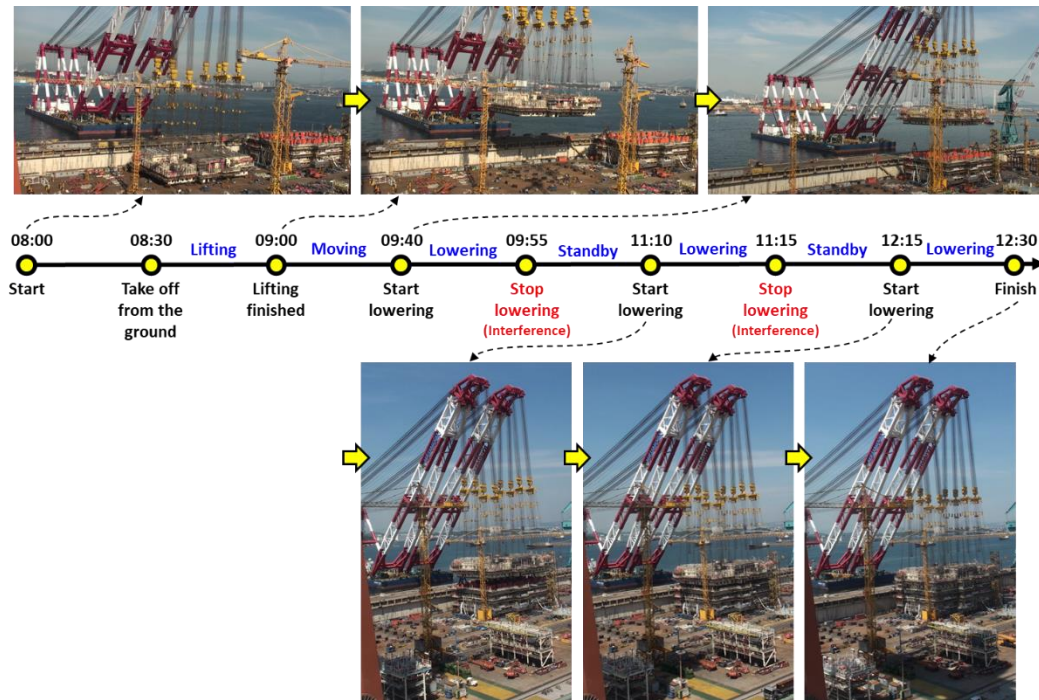 08:00 08:30 Lifting 09:00 Moving 09:40 Lowering 09:55 Standby 11:10 Lowering 11:15 Standby 12:15 Lowering 12:30
Start
Take off
from the
ground
Lifting
finished
Start
lowering
Stop
lowering
(Interference)
Start
lowering
Stop
lowering
(Interference)
Start
lowering
Finish